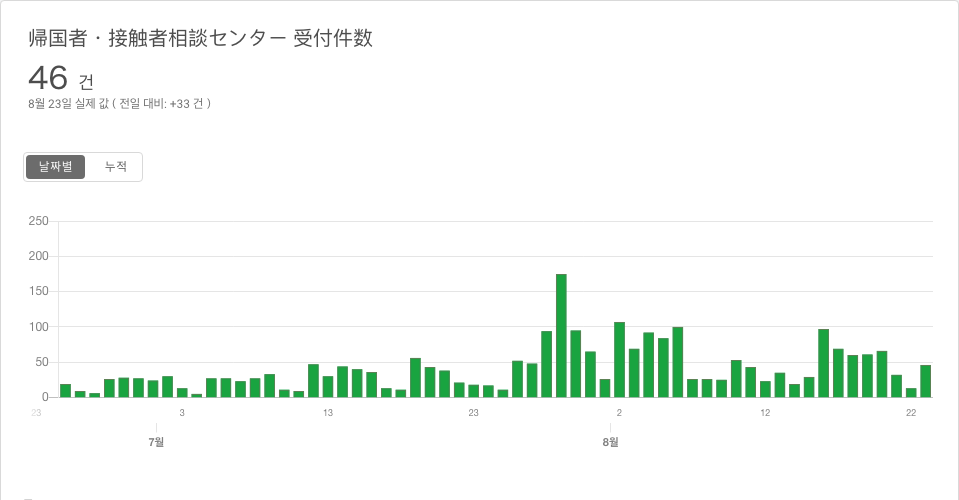 帰国者・接触者相談センター 受付件数
46 건
8월 23일 실제 값 ( 전일 대비: +33 건 )
날짜별 누적
250
200
150
100
50
0
23 3 13 23 2 12 22
7월 8월